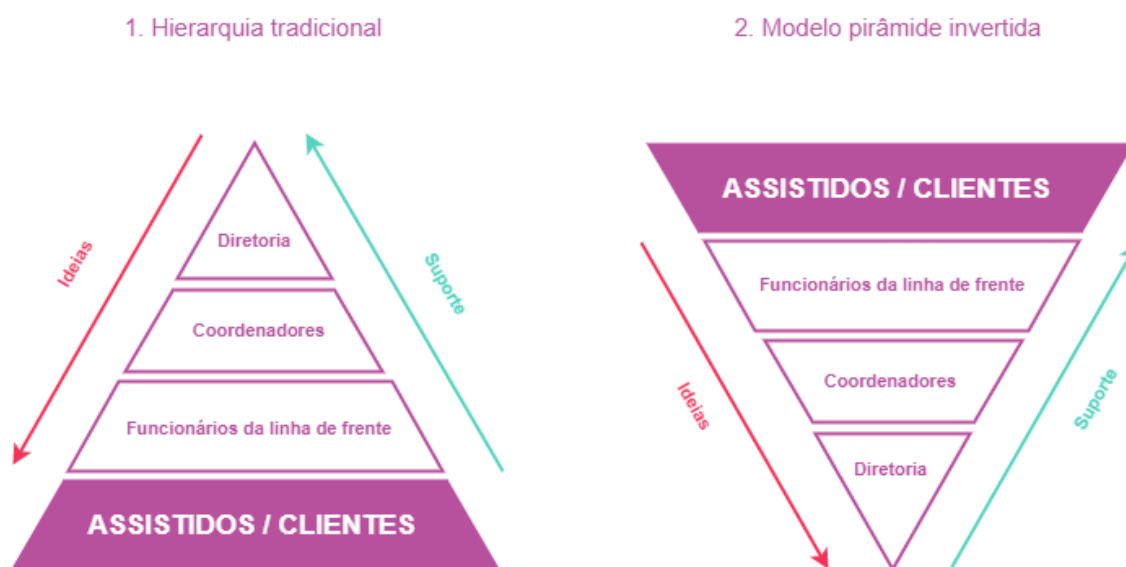 1. Hierarquia tradicional
Ideias
Suporte
Diretoria
Coordenadores
Funcionários da linha de frente
ASSISTIDOS / CLIENTES
2. Modelo pirâmide invertida
ASSISTIDOS / CLIENTES
Funcionários da linha de frente
Coordenadores
Diretoria
Ideias
Suporte